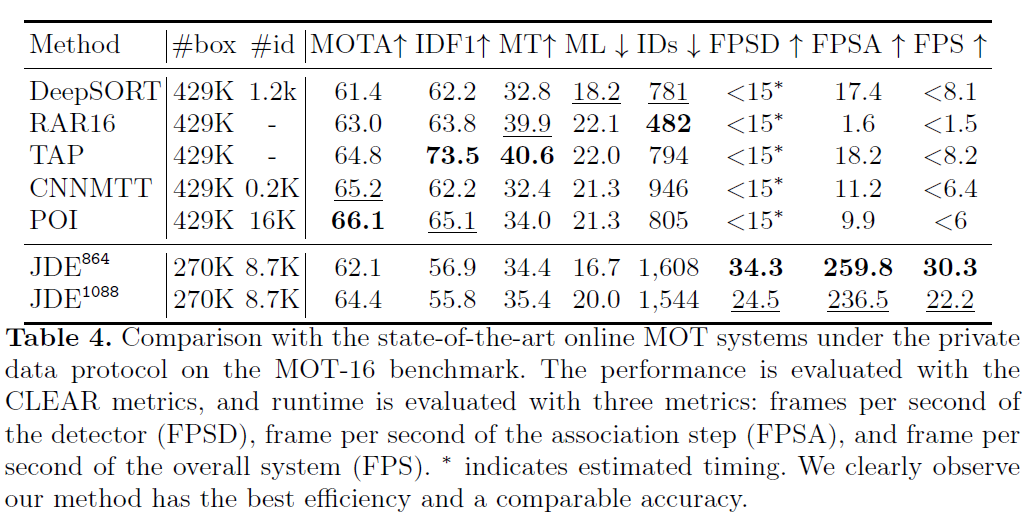 Method #box #id MOTA↑ IDF1↑ MT↑ ML ↓ IDs ↓ FPSD ↑ FPSA ↑ FPS ↑
DeepSORT 429K 1.2k 61.4 62.2 32.8 18.2 781 <15* 17.4 <8.1
RAR16 429K - 63.0 63.8 39.9 22.1 482 <15* 1.6 <1.5
TAP 429K - 64.8 73.5 40.6 22.0 794 <15* 18.2 <8.2
CNNMTT 429K 0.2K 65.2 62.2 32.4 21.3 946 <15* 11.2 <6.4
POI 429K 16K 66.1 65.1 34.0 21.3 805 <15* 9.9 <6
JDE864 270K 8.7K 62.1 56.9 34.4 16.7 1,608 34.3 259.8 30.3
JDE1088 270K 8.7K 64.4 55.8 35.4 20.0 1,544 24.5 236.5 22.2
Table 4. Comparison with the state-of-the-art online MOT systems under the private
data protocol on the MOT-16 benchmark. The performance is evaluated with the
CLEAR metrics, and runtime is evaluated with three metrics: frames per second of
the detector (FPSD), frame per second of the association step (FPSA), and frame per
second of the overall system (FPS). * indicates estimated timing. We clearly observe
our method has the best efficiency and a comparable accuracy.